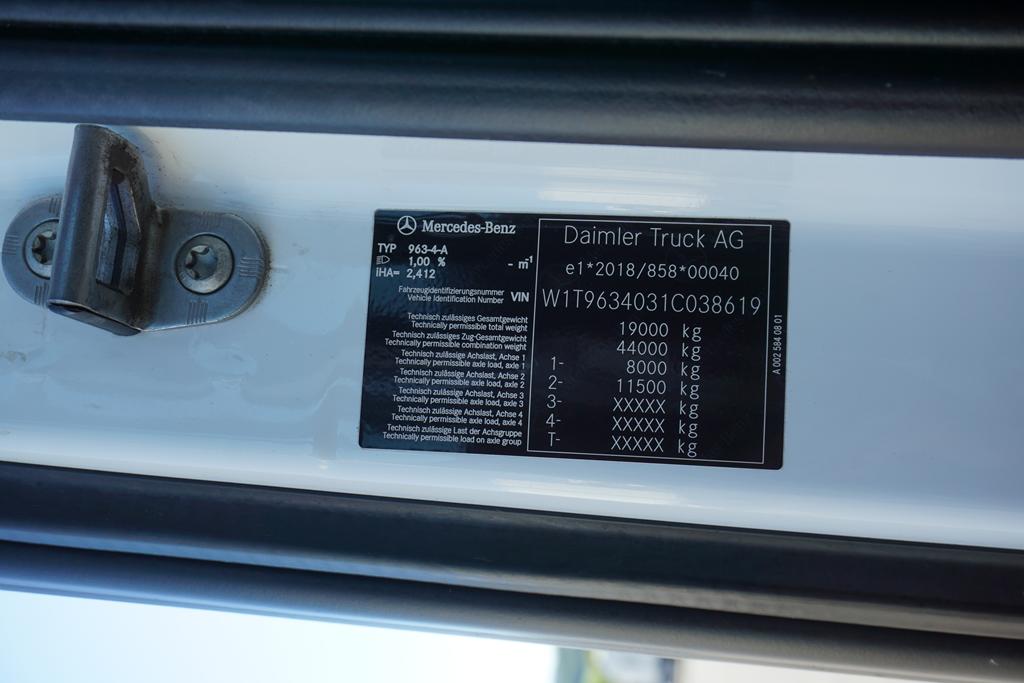 Mercedes-Benz
TYP 963-4-A
1,00 % - m-1
iHA= 2,412
Fahrzeugidentifizierungsnummer
Vehicle Identification Number VIN
Technisch zulässiges Gesamtgewicht
Technically permissible total weight
Technisch zulässiges Zug-Gesamtgewicht
Technically permissible combination weight
Technisch zulässige Achslast, Achse 1
Technically permissible axle load, axle 1
Technisch zulässige Achslast, Achse 2
Technically permissible axle load, axle 2
Technisch zulässige Achslast, Achse 3
Technically permissible axle load, axle 3
Technisch zulässige Achslast, Achse 4
Technically permissible axle load, axle 4
Technisch zulässige Last der Achsgruppe
Technically permissible load on axle group
Daimler Truck AG
e1*2018/858*00040
W1T9634031C038619
19000 kg
44000 kg
1- 8000 kg
2- 11500 kg
3- XXXXX kg
4- XXXXX kg
T- XXXXX kg
A 002 584 08 01